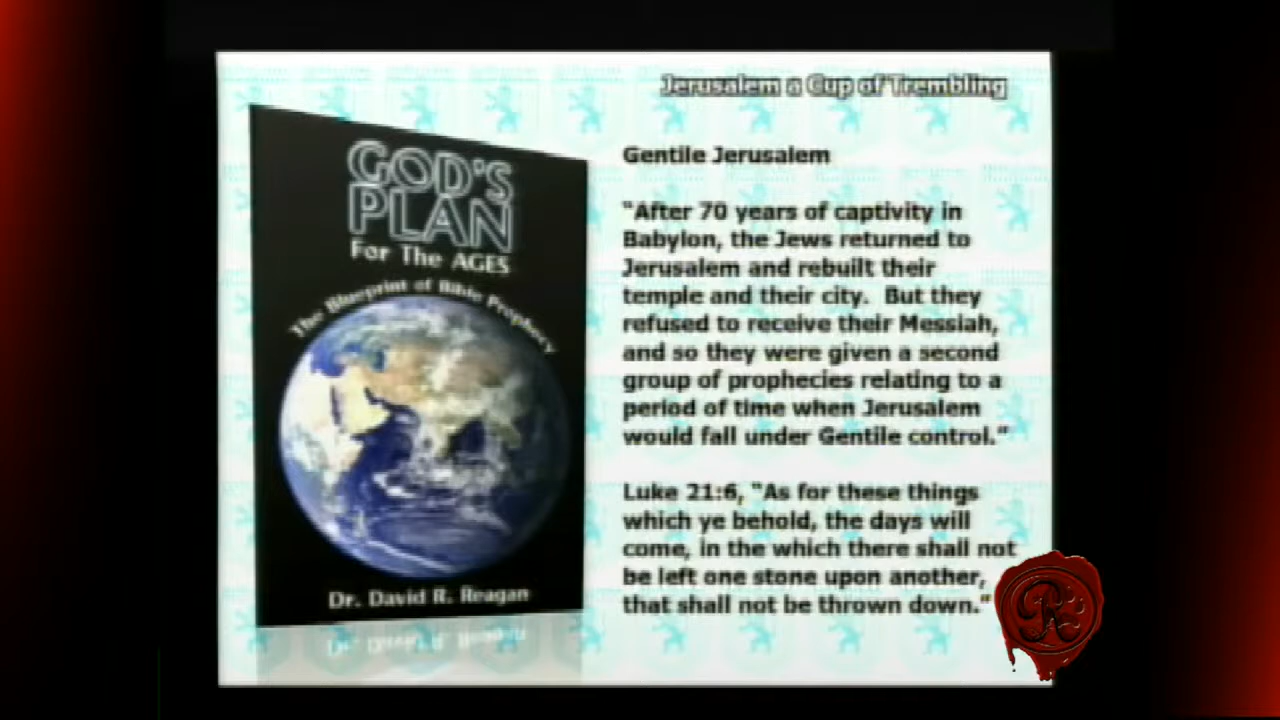 Jerusalem a Cup of Trembling
GOD'S
PLAN
For The AGES
The Blueprint of Bible Prophecy
Dr. David R. Reagan
Gentile Jerusalem
"After 70 years of captivity in
Babylon, the Jews returned to
Jerusalem and rebuilt their
temple and their city.  But they
refused to receive their Messiah,
and so they were given a second
group of prophecies relating to a
period of time when Jerusalem
would fall under Gentile control."
Luke 21:6, "As for these things
which ye behold, the days will
come, in the which there shall not
be left one stone upon another,
that shall not be thrown down."
R